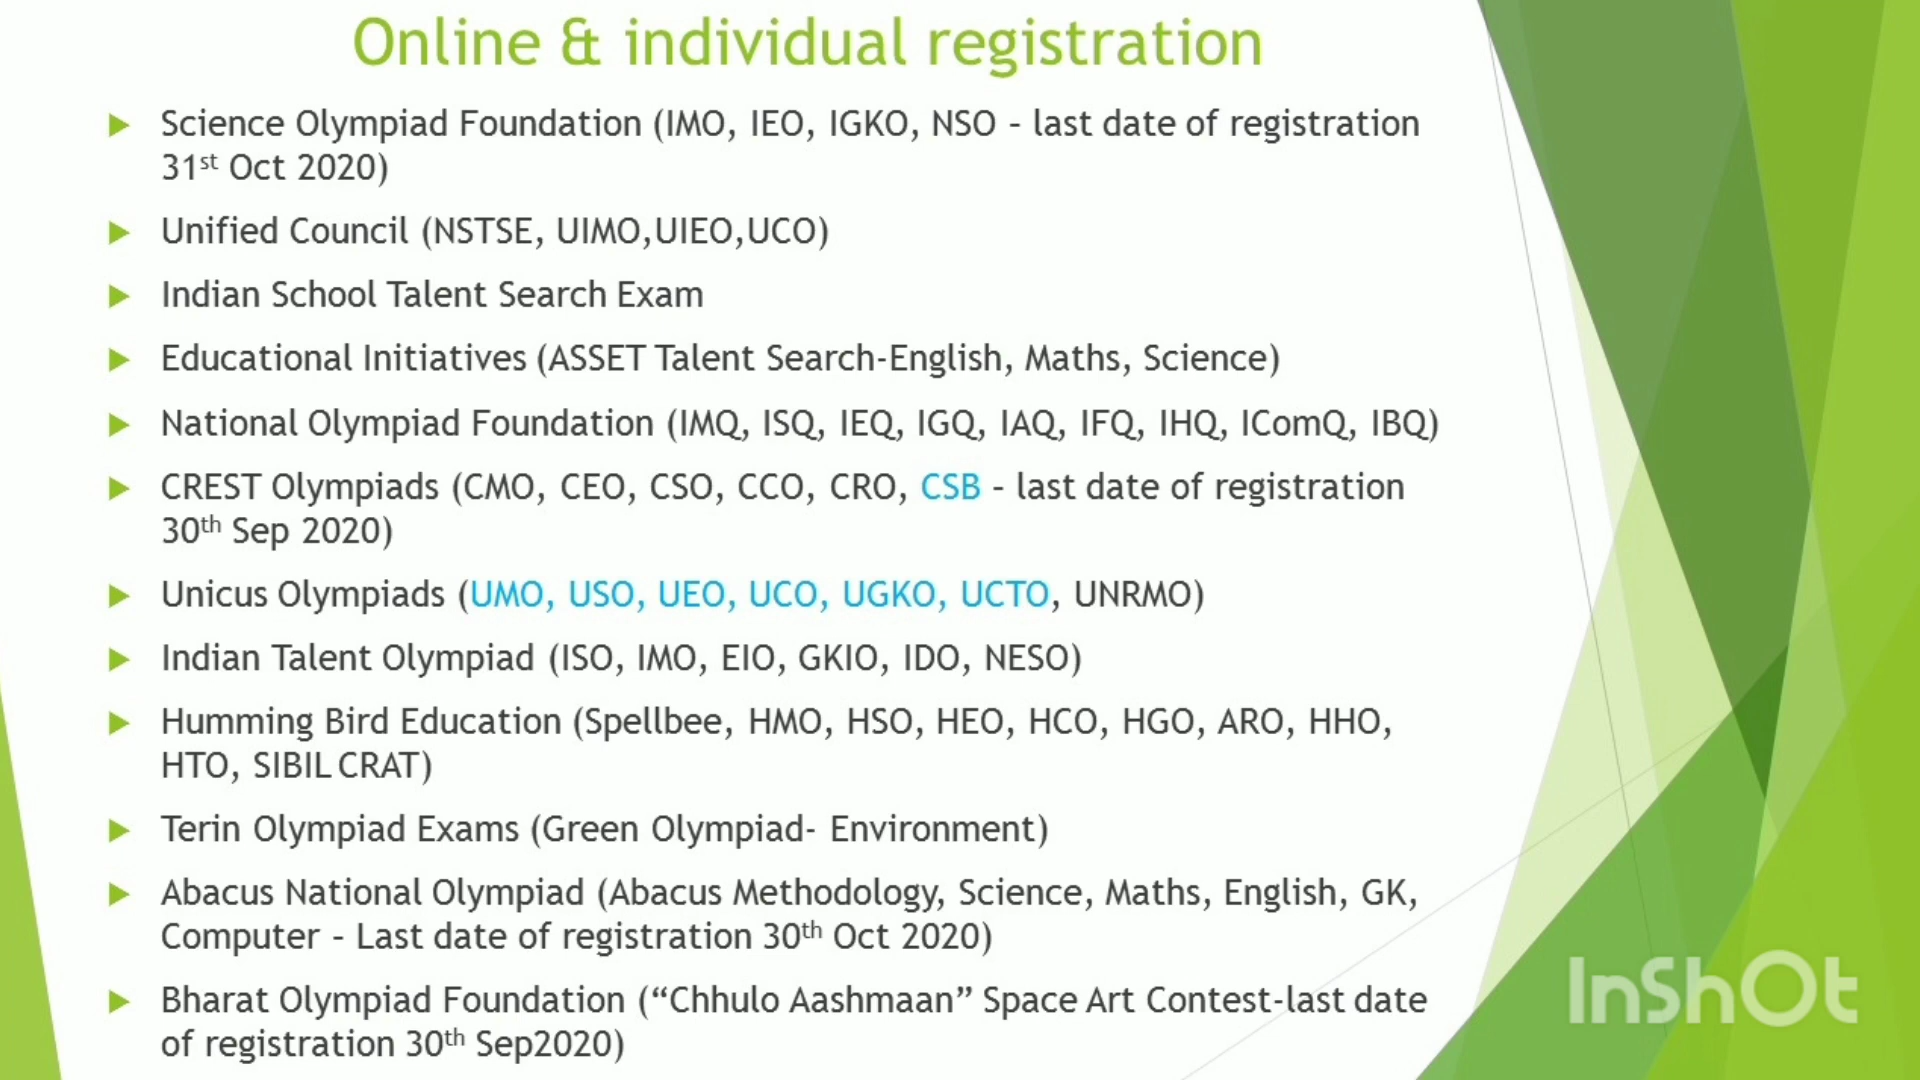 Online & individual registration
Science Olympiad Foundation (IMO, IEO, IGKO, NSO – last date of registration
31st Oct 2020)
Unified Council (NSTSE, UIMO,UIEO,UCO)
Indian School Talent Search Exam
Educational Initiatives (ASSET Talent Search-English, Maths, Science)
National Olympiad Foundation (IMQ, ISQ, IEQ, IGQ, IAQ, IFQ, IHQ, IComQ, IBQ)
CREST Olympiads (CMO, CEO, CSO, CCO, CRO, CSB – last date of registration
30th Sep 2020)
Unicus Olympiads (UMO, USO, UEO, UCO, UGKO, UCTO, UNRMO)
Indian Talent Olympiad (ISO, IMO, EIO, GKIO, IDO, NESO)
Humming Bird Education (Spellbee, HMO, HSO, HEO, HCO, HGO, ARO, HHO,
HTO, SIBIL CRAT)
Terin Olympiad Exams (Green Olympiad- Environment)
Abacus National Olympiad (Abacus Methodology, Science, Maths, English, GK,
Computer – Last date of registration 30th Oct 2020)
Bharat Olympiad Foundation (“Chhulo Aashmaan” Space Art Contest-last date
of registration 30th Sep2020)
InShOt